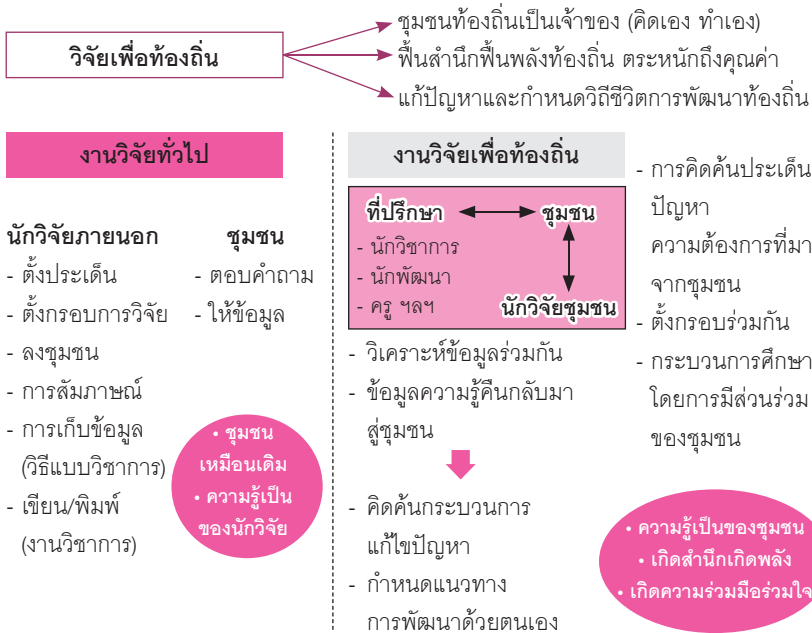 วิจัยเพื่อท้องถิ่น
ชุมชนท้องถิ่นเป็นเจ้าของ (คิดเอง ทำเอง)
ฟื้นสำนึกฟื้นพลังท้องถิ่น ตระหนักถึงคุณค่า
แก้ปัญหาและกำหนดวิถีชีวิตการพัฒนาท้องถิ่น
งานวิจัยทั่วไป
นักวิจัยภายนอก
- ตั้งประเด็น
- ตั้งกรอบการวิจัย
- ลงชุมชน
- การสัมภาษณ์
- การเก็บข้อมูล
(วิธีแบบวิชาการ)
- เขียน/พิมพ์
(งานวิชาการ)
ชุมชน
- ตอบคำถาม
- ให้ข้อมูล
• ชุมชน
เหมือนเดิม
• ความรู้เป็น
ของนักวิจัย
งานวิจัยเพื่อท้องถิ่น
ที่ปรึกษา
- นักวิชาการ
- นักพัฒนา
- ครู ฯลฯ
ชุมชน
นักวิจัยชุมชน
- วิเคราะห์ข้อมูลร่วมกัน
- ข้อมูลความรู้คืนกลับมา
สู่ชุมชน
- คิดค้นกระบวนการ
แก้ไขปัญหา
- กำหนดแนวทาง
การพัฒนาด้วยตนเอง
- การคิดค้นประเด็น
ปัญหา
ความต้องการที่มา
จากชุมชน
- ตั้งกรอบร่วมกัน
- กระบวนการศึกษา
โดยการมีส่วนร่วม
ของชุมชน
• ความรู้เป็นของชุมชน
• เกิดสำนึกเกิดพลัง
• เกิดความร่วมมือร่วมใจ